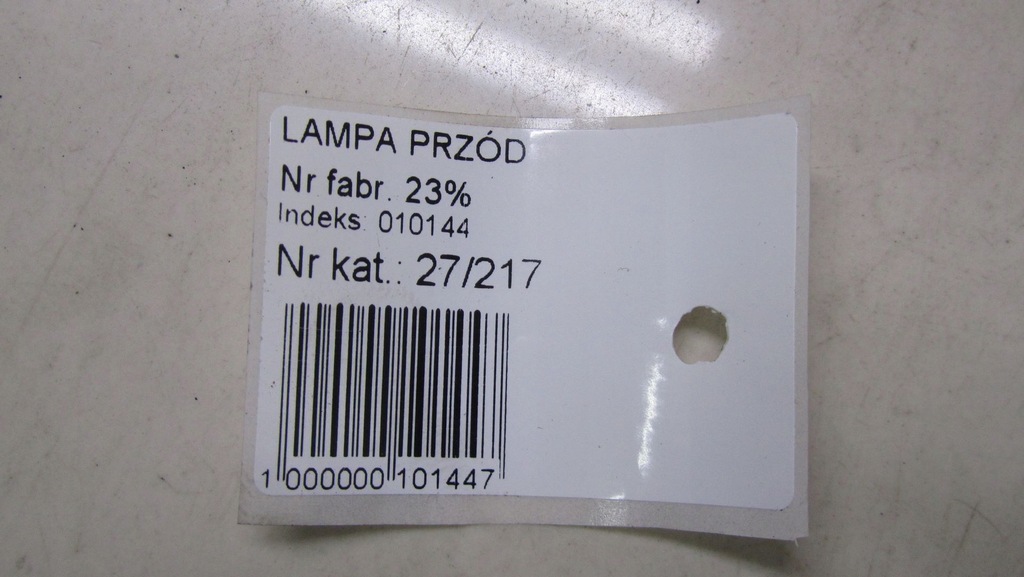 LAMPA PRZÓD
Nr fabr. 23%
Indeks: 010144
Nr kat.: 27/217
1 000000 101447